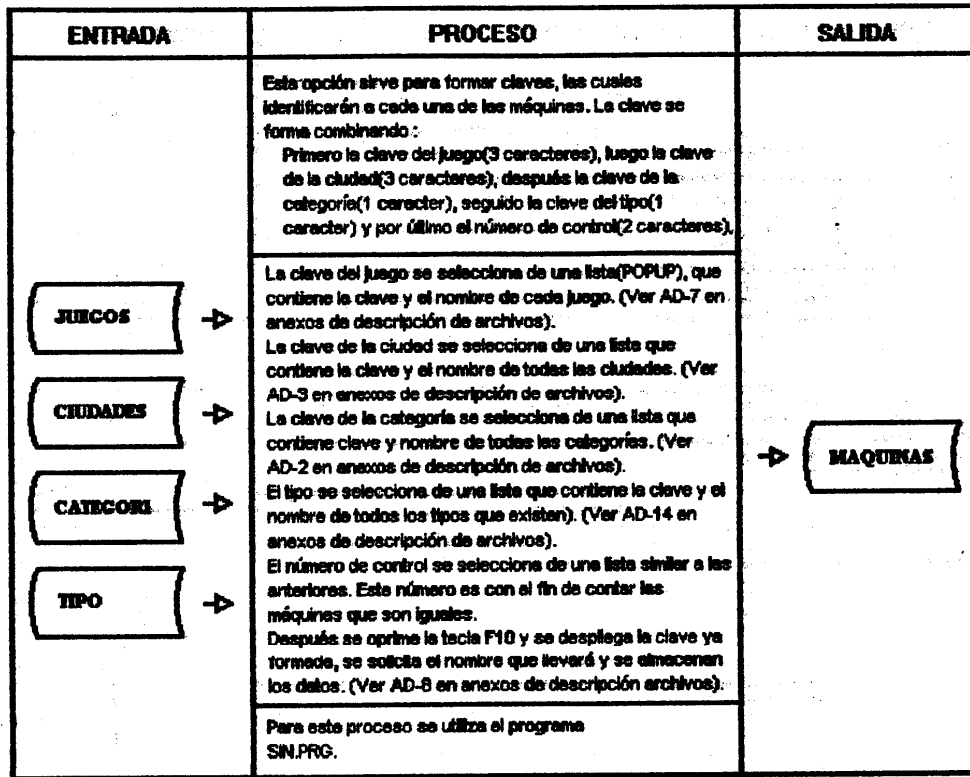 ENTRADA
PROCESO
SALIDA
Esta opción sirve para formar claves, las cuales
identificarán a cada una de las máquinas. La clave se
forma combinando :
Primero la clave del juego(3 caracteres), luego la clave
de la ciudad(3 caracteres), después la clave de la
categoría(1 caracter), seguido la clave del tipo(1
caracter) y por último el número de control(2 caracteres),
JUEGOS
CIUDADES
CATEGORI
TIPO
La clave del juego se selecciona de una lista(POPUP), que
contiene la clave y el nombre de cada juego. (Ver AD-7 en
anexos de descripción de archivos).
La clave de la ciudad se selecciona de una lista que
contiene la clave y el nombre de todas las ciudades. (Ver
AD-3 en anexos de descripción de archivos).
La clave de la categoría se selecciona de una lista que
contiene clave y nombre de todas las categorías. (Ver
AD-2 en anexos de descripción de archivos).
El tipo se selecciona de una lista que contiene la clave y el
nombre de todos los tipos que existen). (Ver AD-14 en
anexos de descripción de archivos).
El número de control se selecciona de una lista similar a las
anteriores. Este número es con el fin de contar las
máquinas que son iguales.
Después se oprime la tecla F10 y se despliega la clave ya
formada, se solicita el nombre que llevará y se almacenan
los datos. (Ver AD-8 en anexos de descripción archivos).
MAQUINAS
Para este proceso se utiliza el programa
SIN.PRG.